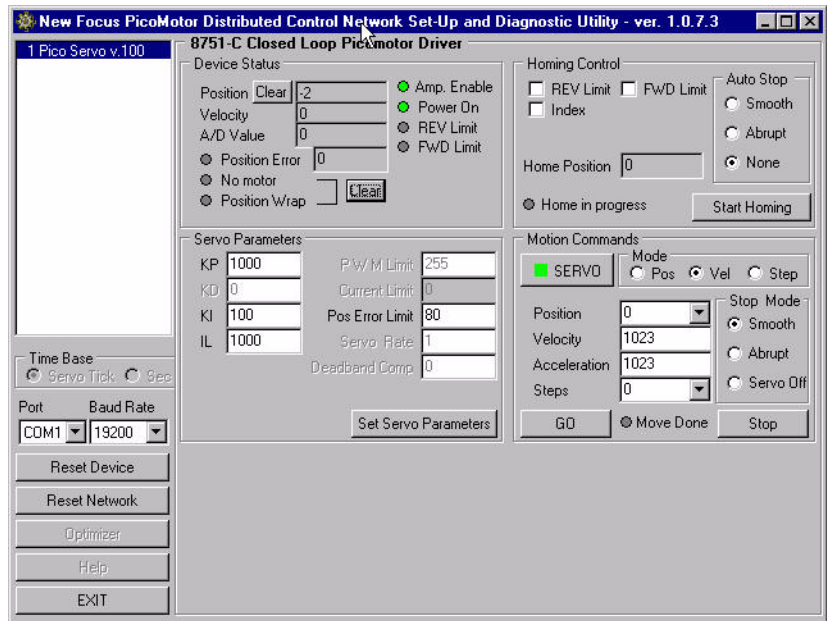 New Focus PicoMotor Distributed Control Network Set-Up and Diagnostic Utility - ver. 1.0.7.3
1 Pico Servo v.100
8751-C Closed Loop Picomotor Driver
Device Status
Position Clear -2
Velocity 0
A/D Value 0
Position Error 0
No motor
Position Wrap
Clear
Amp. Enable
Power On
REV Limit
FWD Limit
Homing Control
REV Limit FWD Limit
Index
Home Position 0
Home in progress
Auto Stop
Smooth
Abrupt
None
Start Homing
Servo Parameters
KP 1000
KD 0
KI 100
IL 1000
P W M Limit 255
Current Limit 0
Pos Error Limit 80
Servo Rate 1
Deadband Comp 0
Set Servo Parameters
Motion Commands
SERVO
Mode
Pos Vel Step
Position 0
Velocity 1023
Acceleration 1023
Steps 0
Stop Mode
Smooth
Abrupt
Servo Off
GO Move Done Stop
Time Base
Servo Tick Sec
Port Baud Rate
COM1 19200
Reset Device
Reset Network
Optimizer
Help
EXIT